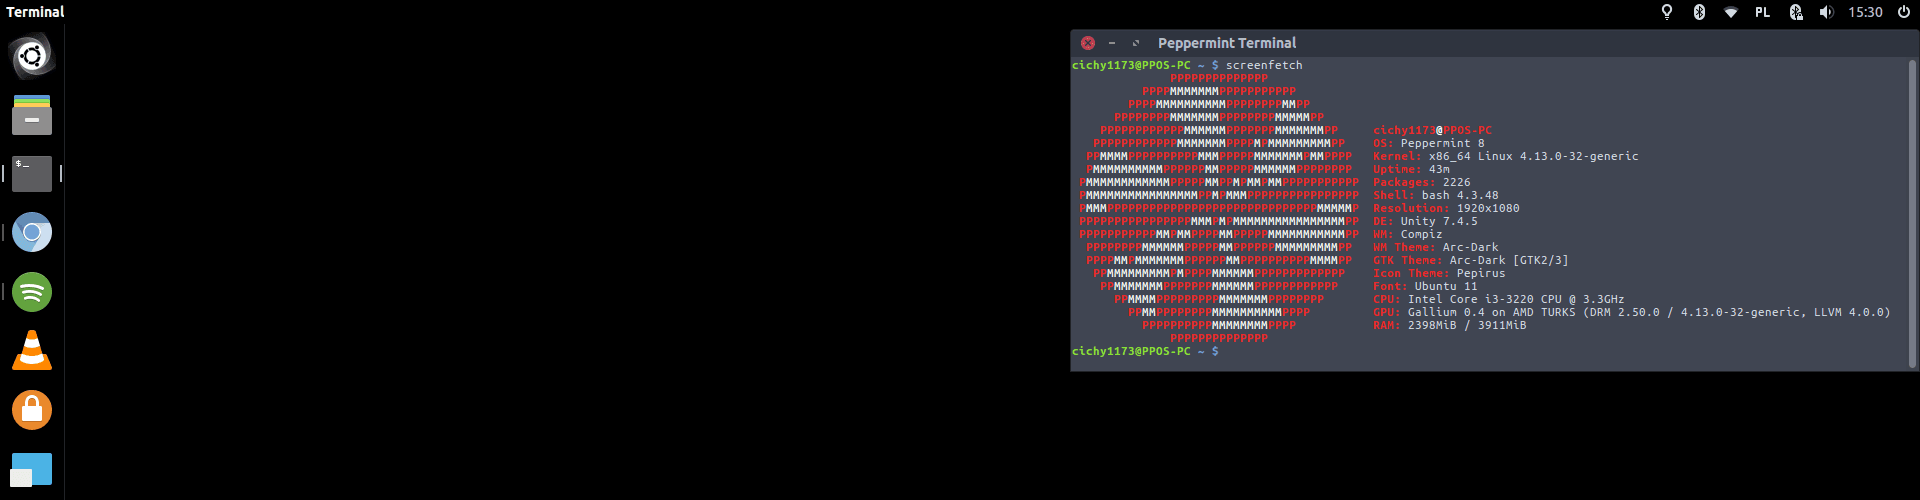 Terminal
PL
15:30
$_
Peppermint Terminal
cichy1173@PPOS-PC ~ $ screenfetch
cichy1173@PPOS-PC
OS: Peppermint 8
Kernel: x86_64 Linux 4.13.0-32-generic
Uptime: 43m
Packages: 2226
Shell: bash 4.3.48
Resolution: 1920x1080
DE: Unity 7.4.5
WM: Compiz
WM Theme: Arc-Dark
GTK Theme: Arc-Dark [GTK2/3]
Icon Theme: Pepirus
Font: Ubuntu 11
CPU: Intel Core i3-3220 CPU @ 3.3GHz
GPU: Gallium 0.4 on AMD TURKS (DRM 2.50.0 / 4.13.0-32-generic, LLVM 4.0.0)
RAM: 2398MiB / 3911MiB
cichy1173@PPOS-PC ~ $